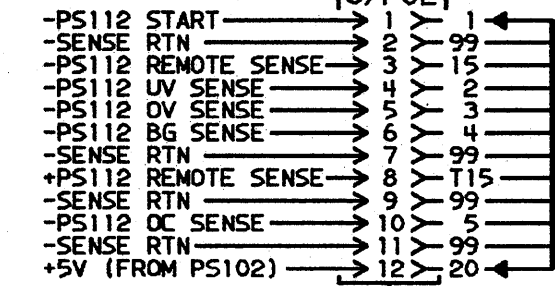 -PS112 START 1 1
-SENSE RTN 2 99
-PS112 REMOTE SENSE 3 15
-PS112 UV SENSE 4 2
-PS112 OV SENSE 5 3
-PS112 BG SENSE 6 4
-SENSE RTN 7 99
+PS112 REMOTE SENSE 8 T15
-SENSE RTN 9 99
-PS112 OC SENSE 10 5
-SENSE RTN 11 99
+5V (FROM PS102) 12 20